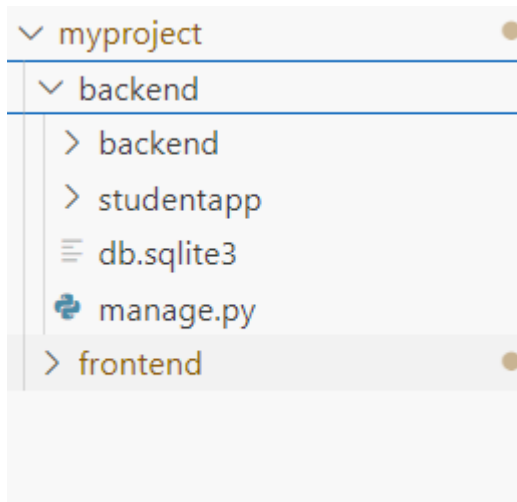 myproject
backend
backend
studentapp
db.sqlite3
manage.py
frontend